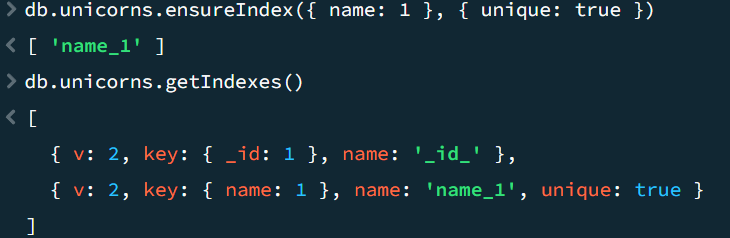 > db.unicorns.ensureIndex({ name: 1 }, { unique: true })
< [ 'name_1' ]
> db.unicorns.getIndexes()
< [
{ v: 2, key: { _id: 1 }, name: '_id_' },
{ v: 2, key: { name: 1 }, name: 'name_1', unique: true }
]